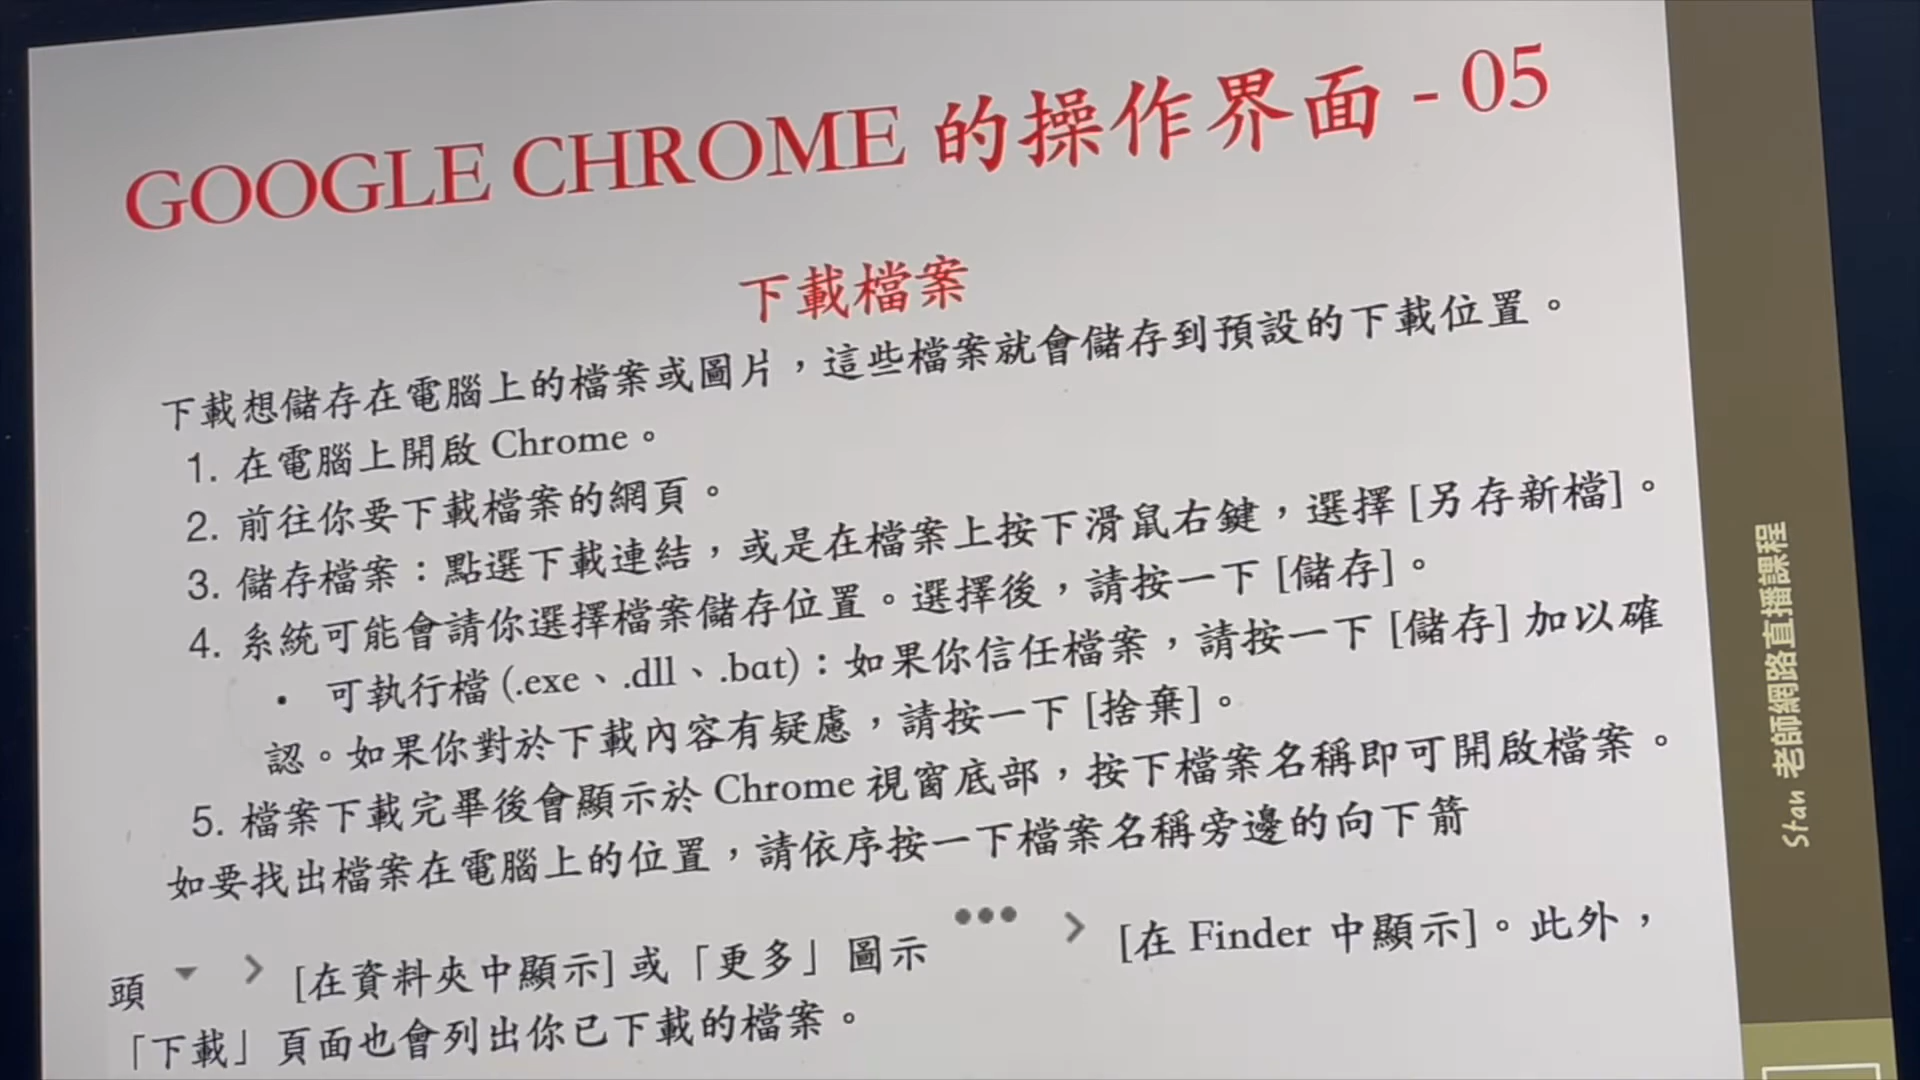 GOOGLE CHROME 的操作界面 - 05
下載檔案
下載想儲存在電腦上的檔案或圖片，這些檔案就會儲存到預設的下載位置。
1. 在電腦上開啟 Chrome。
2. 前往你要下載檔案的網頁。
3. 儲存檔案：點選下載連結，或是在檔案上按下滑鼠右鍵，選擇 [另存新檔]。
4. 系統可能會請你選擇檔案儲存位置。選擇後，請按一下 [儲存]。
• 可執行檔 (.exe、.dll、.bat)：如果你信任檔案，請按一下 [儲存] 加以確
認。如果你對於下載內容有疑慮，請按一下 [捨棄]。
5. 檔案下載完畢後會顯示於 Chrome 視窗底部，按下檔案名稱即可開啟檔案。
如要找出檔案在電腦上的位置，請依序按一下檔案名稱旁邊的向下箭
頭 > [在資料夾中顯示] 或「更多」圖示 ••• > [在 Finder 中顯示]。此外，
「下載」頁面也會列出你已下載的檔案。
Stan 老師網路直播課程